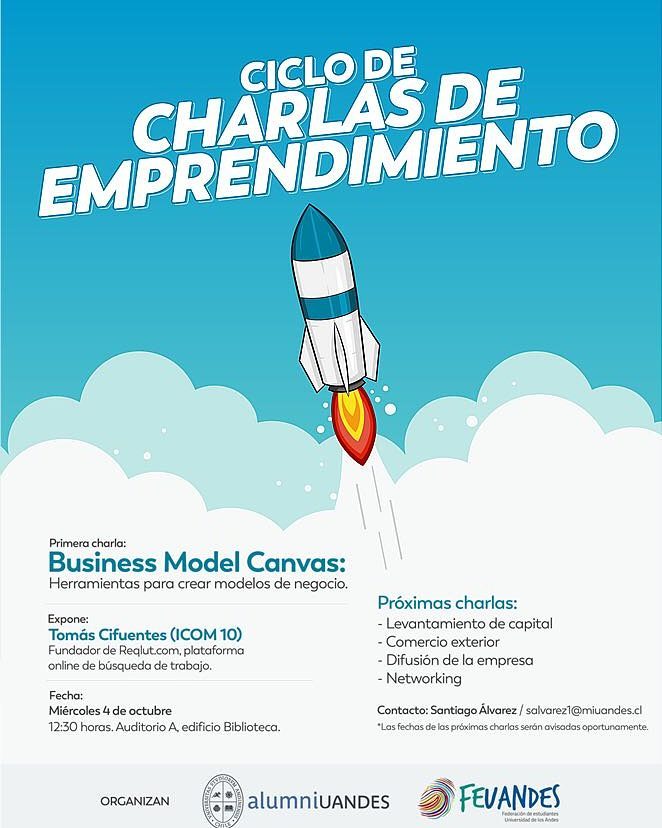 CICLO DE
CHARLAS DE
EMPRENDIMIENTO
Primera charla:
Business Model Canvas:
Herramientas para crear modelos de negocio.
Expone:
Tomás Cifuentes (ICOM 10)
Fundador de Reqlut.com, plataforma
online de búsqueda de trabajo.
Fecha:
Miércoles 4 de octubre
12:30 horas. Auditorio A, edificio Biblioteca.
Próximas charlas:
- Levantamiento de capital
- Comercio exterior
- Difusión de la empresa
- Networking
Contacto: Santiago Álvarez / salvarez1@miuandes.cl
*Las fechas de las próximas charlas serán avisadas oportunamente.
ORGANIZAN
alumniUANDES
FEUANDES
Federación de estudiantes
Universidad de los Andes